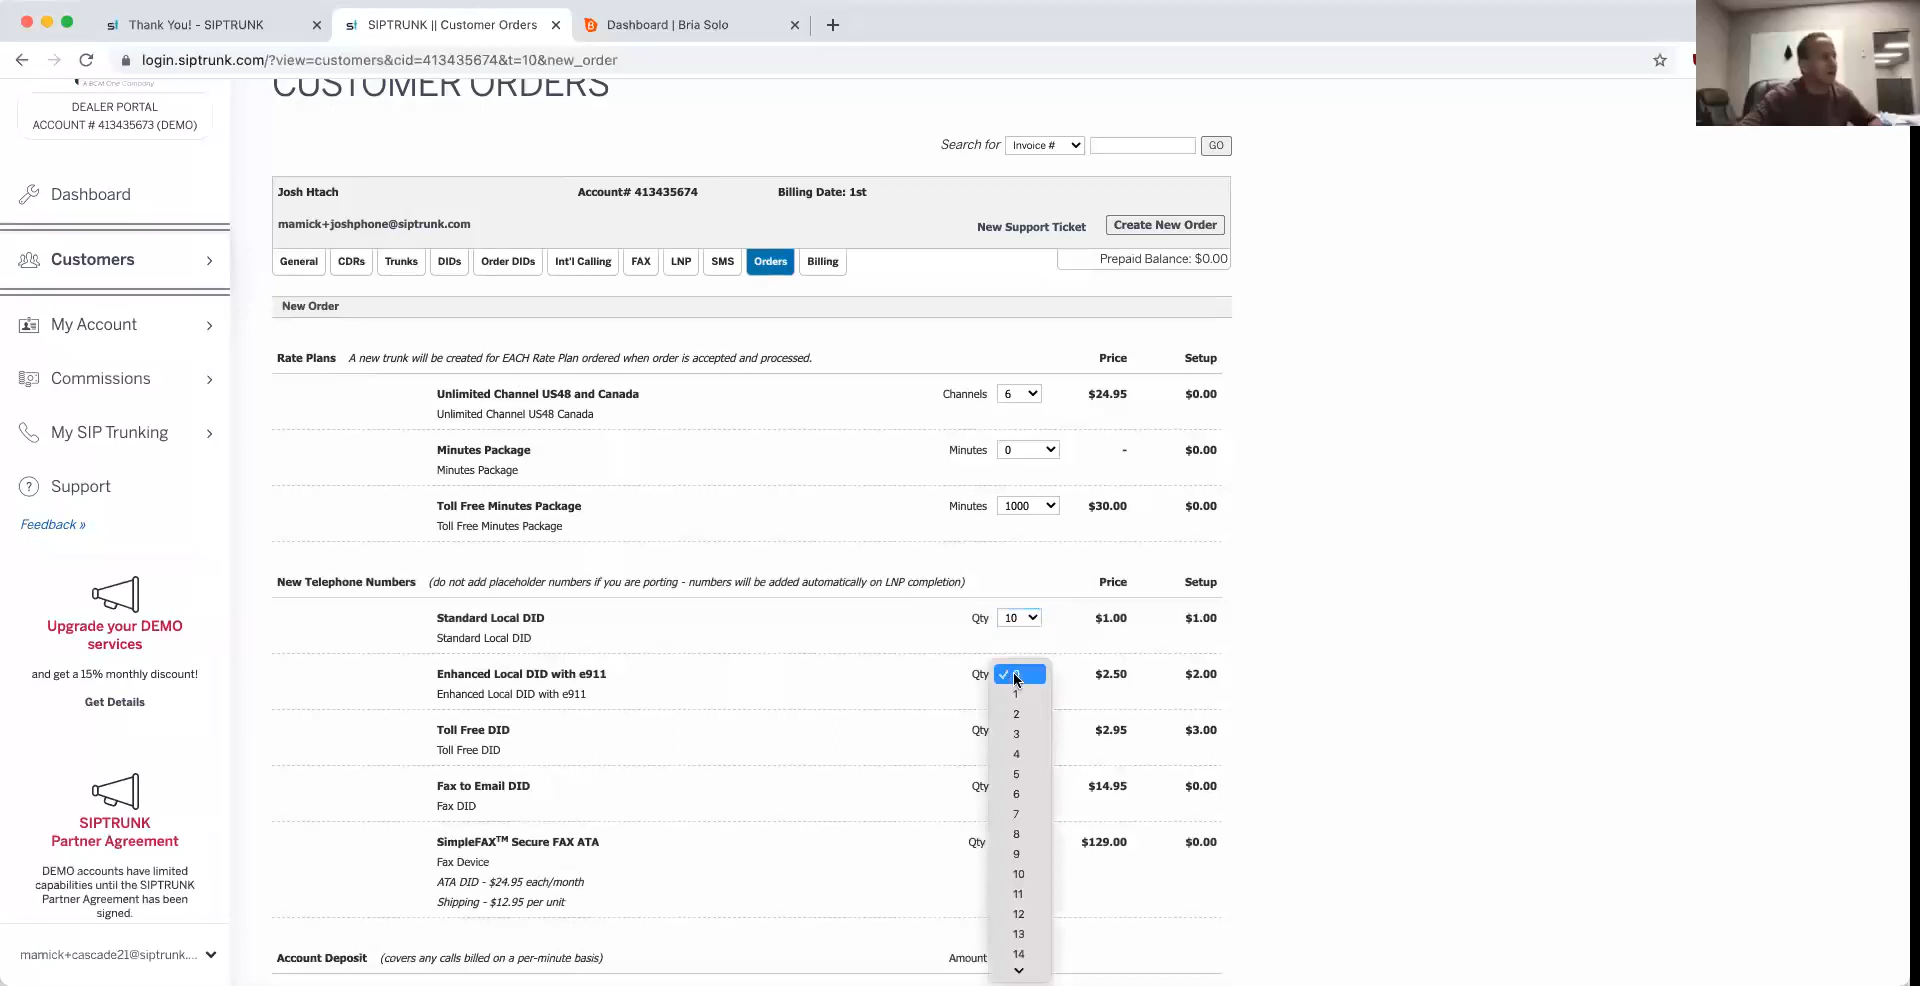 Thank You! - SIPTRUNK
SIPTRUNK || Customer Orders
Dashboard | Bria Solo
login.siptrunk.com/?view=customers&cid=413435674&t=10&new_order
A BCM One Company
DEALER PORTAL
ACCOUNT # 413435673 (DEMO)
Dashboard
Customers
My Account
Commissions
My SIP Trunking
Support
Feedback »
Upgrade your DEMO
services
and get a 15% monthly discount!
Get Details
SIPTRUNK
Partner Agreement
DEMO accounts have limited
capabilities until the SIPTRUNK
Partner Agreement has been
signed.
mamick+cascade21@siptrunk....
CUSTOMER ORDERS
Search for Invoice # GO
Josh Htach Account# 413435674 Billing Date: 1st
mamick+joshphone@siptrunk.com New Support Ticket Create New Order
General CDRs Trunks DIDs Order DIDs Int'l Calling FAX LNP SMS Orders Billing Prepaid Balance: $0.00
New Order
Rate Plans A new trunk will be created for EACH Rate Plan ordered when order is accepted and processed. Price Setup
Unlimited Channel US48 and Canada Channels 6 $24.95 $0.00
Unlimited Channel US48 Canada
Minutes Package Minutes 0 - $0.00
Minutes Package
Toll Free Minutes Package Minutes 1000 $30.00 $0.00
Toll Free Minutes Package
New Telephone Numbers (do not add placeholder numbers if you are porting - numbers will be added automatically on LNP completion) Price Setup
Standard Local DID Qty 10 $1.00 $1.00
Standard Local DID
Enhanced Local DID with e911 Qty $2.50 $2.00
Enhanced Local DID with e911
1
2
Toll Free DID Qty $2.95 $3.00
3
Toll Free DID
4
5
Fax to Email DID Qty $14.95 $0.00
6
Fax DID
7
8
SimpleFAX™ Secure FAX ATA Qty $129.00 $0.00
9
Fax Device
10
ATA DID - $24.95 each/month
11
Shipping - $12.95 per unit
12
13
14
Account Deposit (covers any calls billed on a per-minute basis) Amount